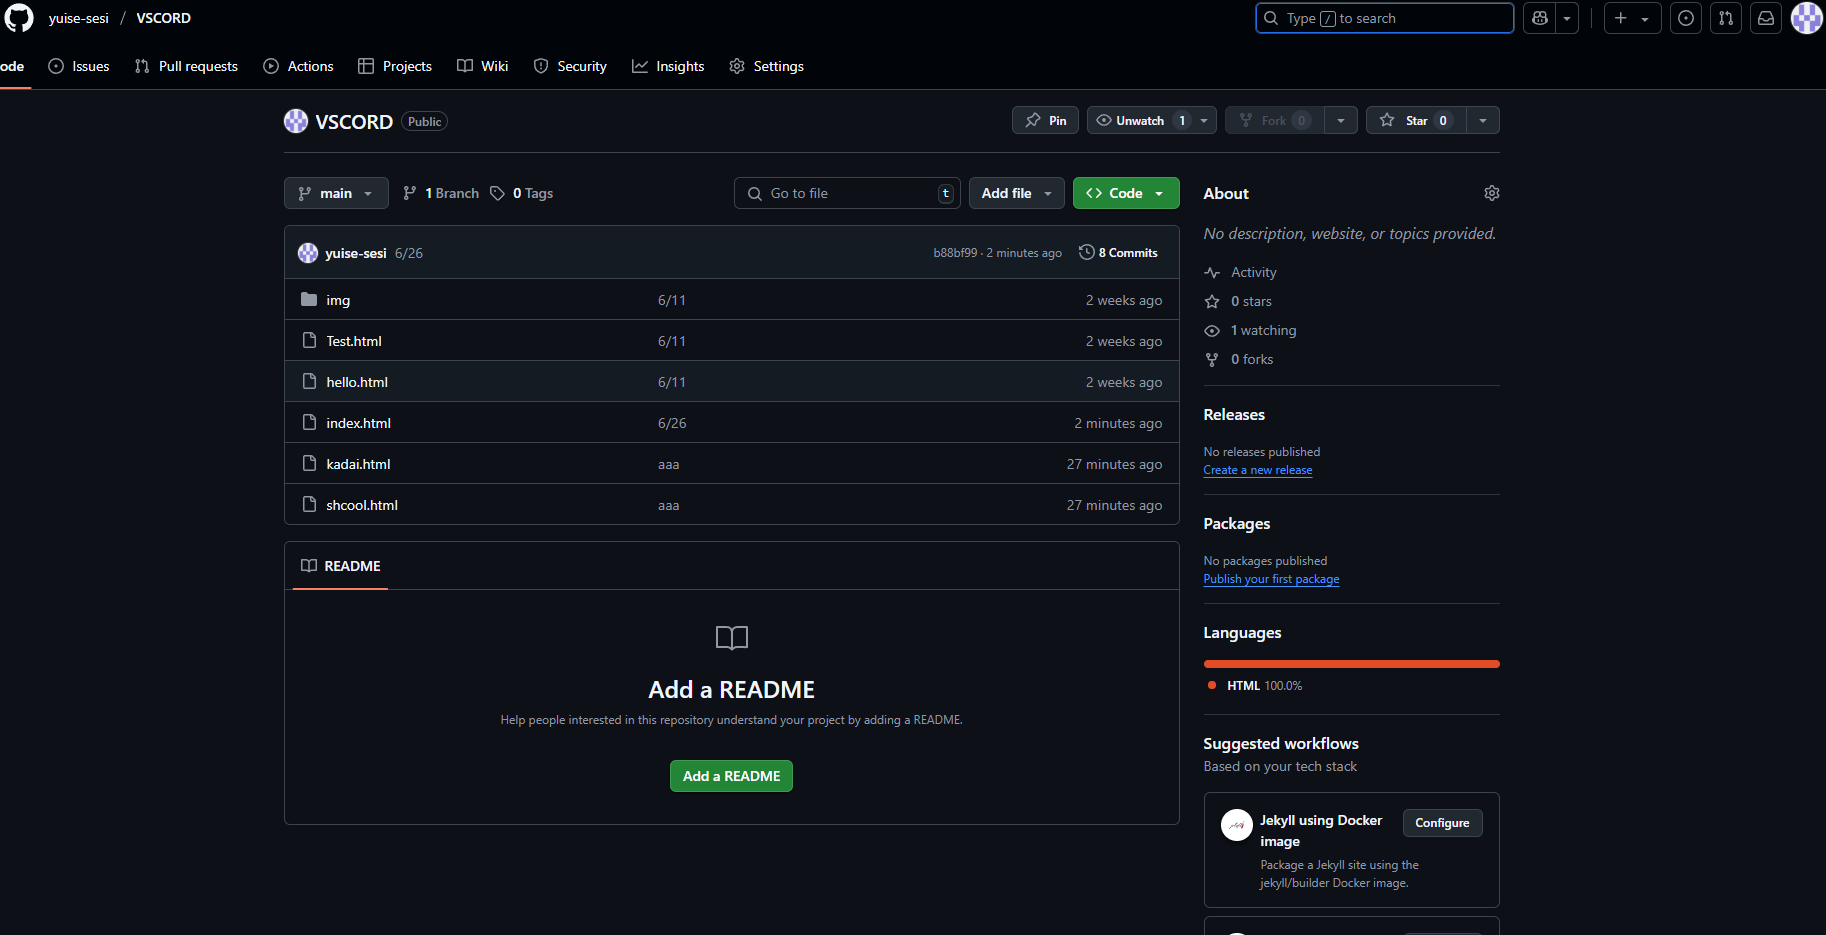 yuise-sesi / VSCORD
Type / to search
ode Issues Pull requests Actions Projects Wiki Security Insights Settings
VSCORD Public
Pin Unwatch 1 Fork 0 Star 0
main 1 Branch 0 Tags Go to file t Add file Code
yuise-sesi 6/26 b88bf99 · 2 minutes ago 8 Commits
img 6/11 2 weeks ago
Test.html 6/11 2 weeks ago
hello.html 6/11 2 weeks ago
index.html 6/26 2 minutes ago
kadai.html aaa 27 minutes ago
shcool.html aaa 27 minutes ago
README
Add a README
Help people interested in this repository understand your project by adding a README.
Add a README
About
No description, website, or topics provided.
Activity
0 stars
1 watching
0 forks
Releases
No releases published
Create a new release
Packages
No packages published
Publish your first package
Languages
HTML 100.0%
Suggested workflows
Based on your tech stack
Jekyll using Docker
image
Configure
Package a Jekyll site using the
jekyll/builder Docker image.